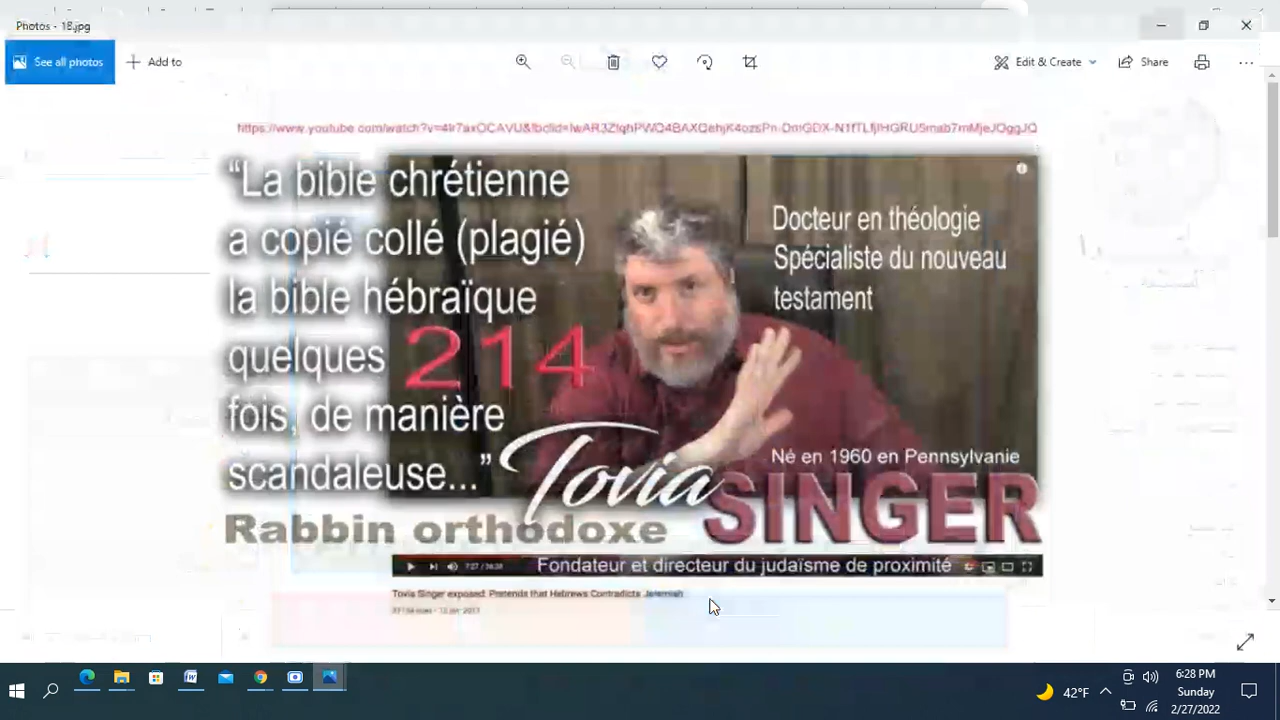 Photos - 18.jpg
See all photos
Add to
Edit & Create
Share
“La bible chrétienne
a copié collé (plagié)
la bible hébraïque
quelques 214
fois, de manière
scandaleuse...”
Docteur en théologie
Spécialiste du nouveau
testament
Né en 1960 en Pennsylvanie
Tovia
SINGER
Rabbin orthodoxe
Fondateur et directeur du judaïsme de proximité
Tovia Singer exposed: Pretends that Hebrews Contradicts Jeremiah
42°F
6:28 PM
Sunday
2/27/2022